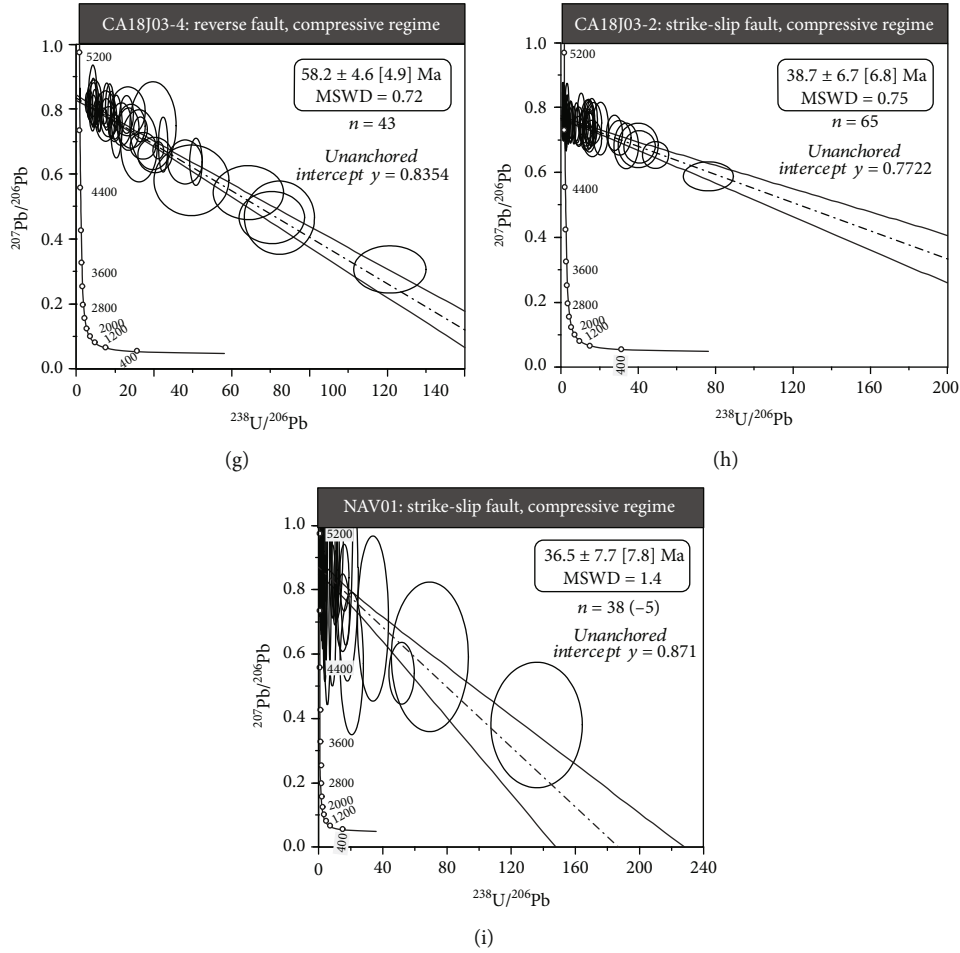 CA18J03-4: reverse fault, compressive regime
1.0
0.8
0.6
0.4
0.2
0.0
²⁰⁷Pb/²⁰⁶Pb
5200
4400
3600
2800
2000
1200
400
58.2 ± 4.6 [4.9] Ma
MSWD = 0.72
n = 43
Unanchored
intercept y = 0.8354
0 20 40 60 80 100 120 140
²³⁸U/²⁰⁶Pb
(g)
CA18J03-2: strike-slip fault, compressive regime
1.0
0.8
0.6
0.4
0.2
0.0
²⁰⁷Pb/²⁰⁶Pb
5200
4400
3600
2800
2000
1200
400
38.7 ± 6.7 [6.8] Ma
MSWD = 0.75
n = 65
Unanchored
intercept y = 0.7722
0 40 80 120 160 200
²³⁸U/²⁰⁶Pb
(h)
NAV01: strike-slip fault, compressive regime
1.0
0.8
0.6
0.4
0.2
0.0
²⁰⁷Pb/²⁰⁶Pb
5200
4400
3600
2800
2000
1200
400
36.5 ± 7.7 [7.8] Ma
MSWD = 1.4
n = 38 (–5)
Unanchored
intercept y = 0.871
0 40 80 120 160 200 240
²³⁸U/²⁰⁶Pb
(i)